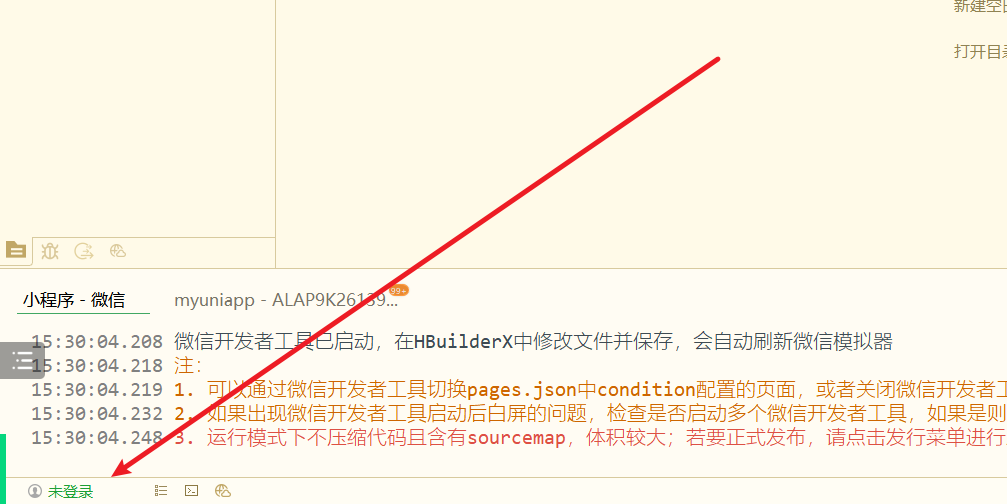 新建空白
打开目录
小程序 - 微信
myuniapp - ALAP9K26139...
99+
15:30:04.208 微信开发者工具已启动，在HBuilderX中修改文件并保存，会自动刷新微信模拟器
15:30:04.218 注：
15:30:04.219 1. 可以通过微信开发者工具切换pages.json中condition配置的页面，或者关闭微信开发者工
15:30:04.232 2. 如果出现微信开发者工具启动后白屏的问题，检查是否启动多个微信开发者工具，如果是则
15:30:04.248 3. 运行模式下不压缩代码且含有sourcemap，体积较大；若要正式发布，请点击发行菜单进行
未登录